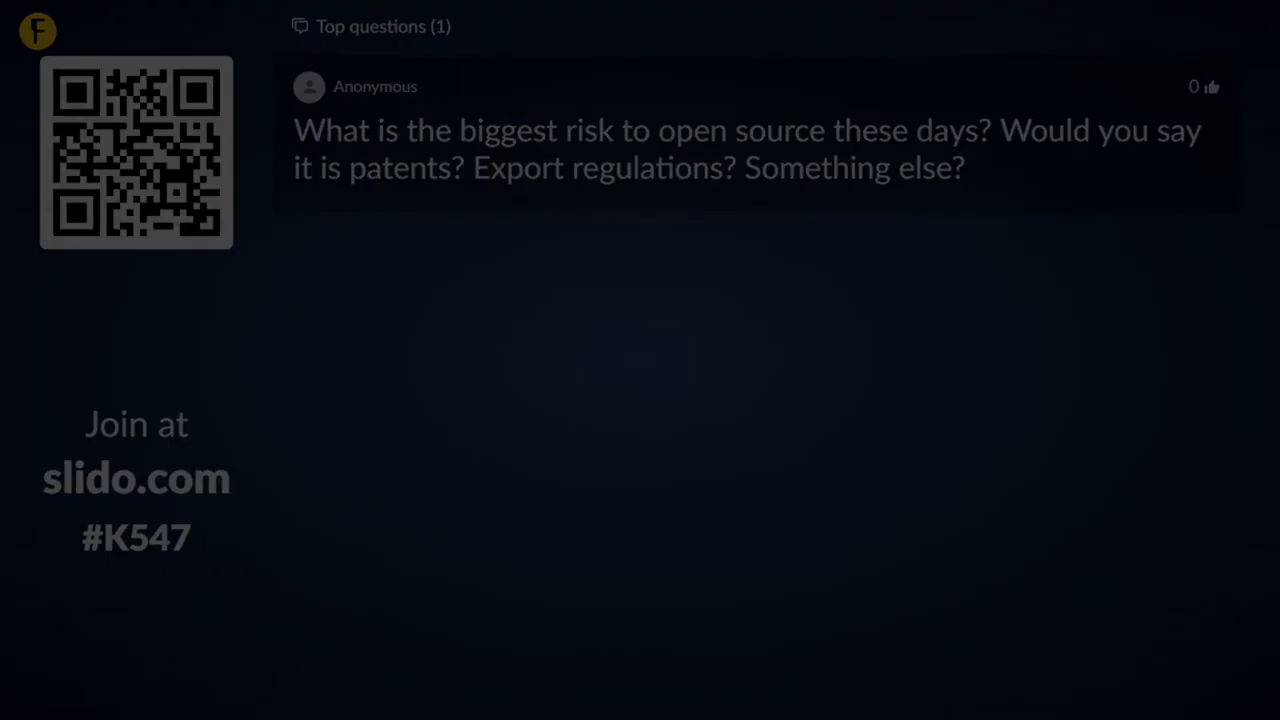 F
Top questions (1)
Anonymous
0
What is the biggest risk to open source these days? Would you say
it is patents? Export regulations? Something else?
Join at
slido.com
#K547